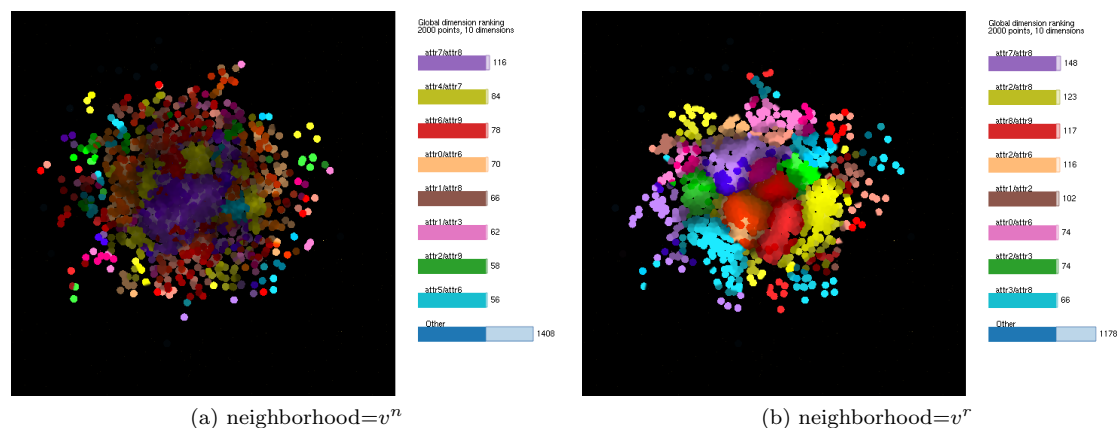 Global dimension ranking
2000 points, 10 dimensions
attr7/attr8
116
attr4/attr7
84
attr6/attr9
78
attr0/attr6
70
attr1/attr8
66
attr1/attr3
62
attr2/attr9
58
attr5/attr6
56
Other
1408
(a) neighborhood=vⁿ
Global dimension ranking
2000 points, 10 dimensions
attr7/attr8
148
attr2/attr8
123
attr8/attr9
117
attr2/attr6
116
attr1/attr2
102
attr0/attr6
74
attr2/attr3
74
attr3/attr8
66
Other
1178
(b) neighborhood=vʳ